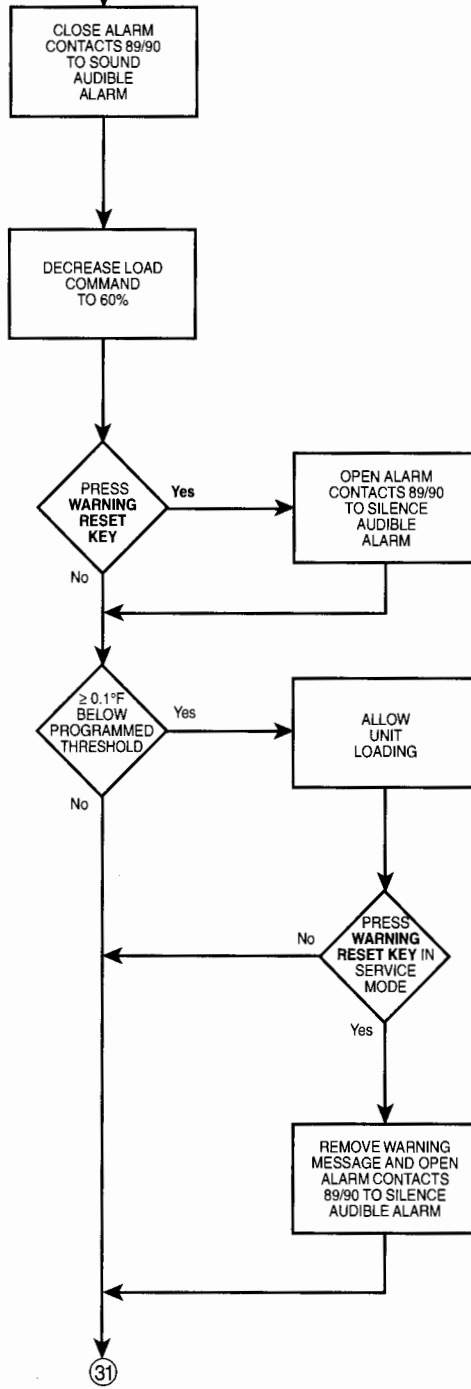 CLOSE ALARM
CONTACTS 89/90
TO SOUND
AUDIBLE
ALARM
DECREASE LOAD
COMMAND
TO 60%
PRESS
WARNING
RESET
KEY
Yes
No
OPEN ALARM
CONTACTS 89/90
TO SILENCE
AUDIBLE
ALARM
≥ 0.1°F
BELOW
PROGRAMMED
THRESHOLD
Yes
No
ALLOW
UNIT
LOADING
PRESS
WARNING
RESET KEY IN
SERVICE
MODE
No
Yes
REMOVE WARNING
MESSAGE AND OPEN
ALARM CONTACTS
89/90 TO SILENCE
AUDIBLE ALARM
31